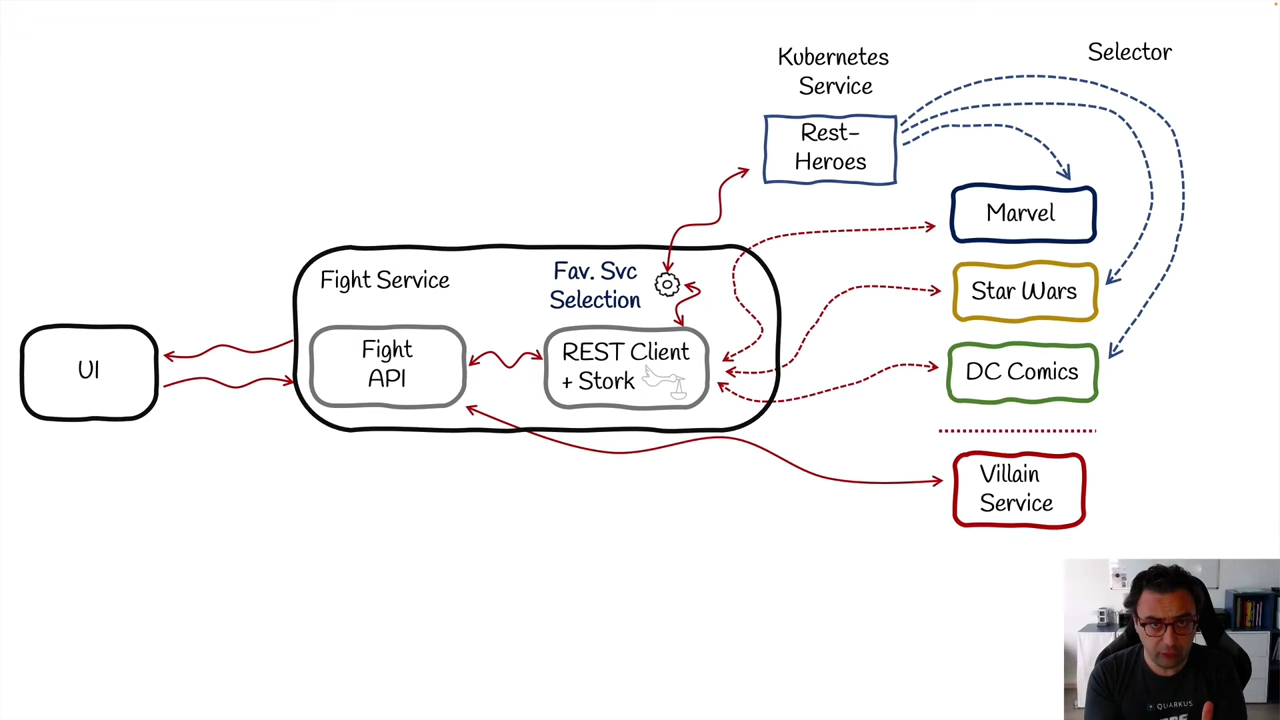 Kubernetes
Service
Selector
Rest-
Heroes
Marvel
Fight Service
Fav. Svc
Selection
Star Wars
UI
Fight
API
REST Client
+ Stork
DC Comics
Villain
Service
QUARKUS